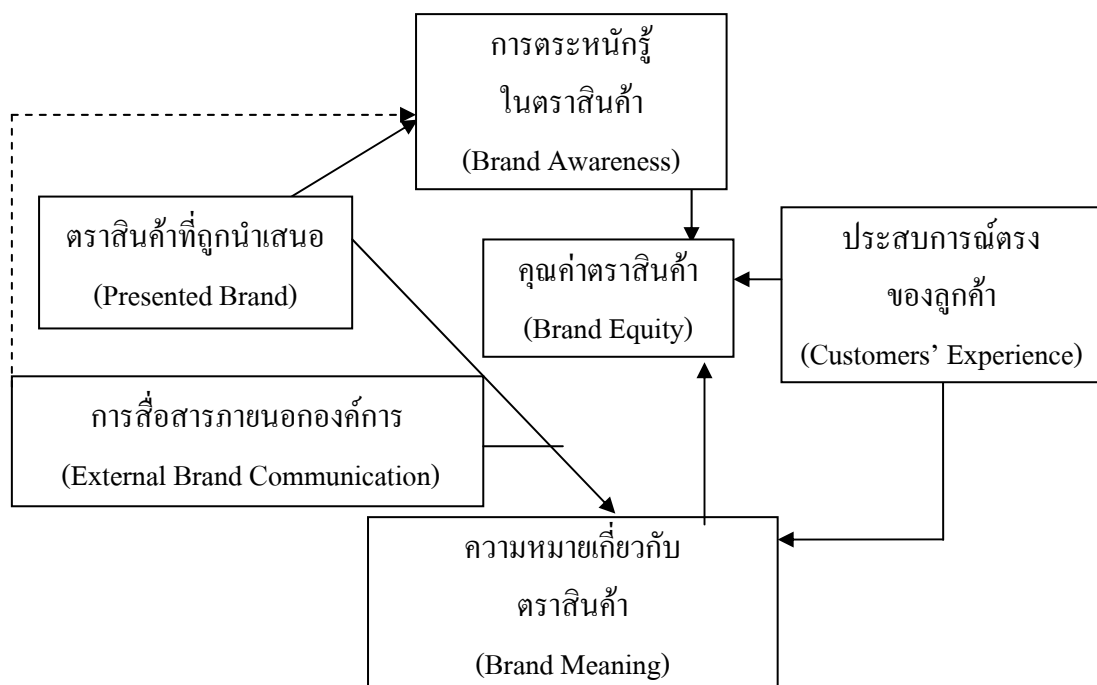 การตระหนักรู้
ในตราสินค้า
(Brand Awareness)
ตราสินค้าที่ถูกนำเสนอ
(Presented Brand)
คุณค่าตราสินค้า
(Brand Equity)
ประสบการณ์ตรง
ของลูกค้า
(Customers’ Experience)
การสื่อสารภายนอกองค์การ
(External Brand Communication)
ความหมายเกี่ยวกับ
ตราสินค้า
(Brand Meaning)